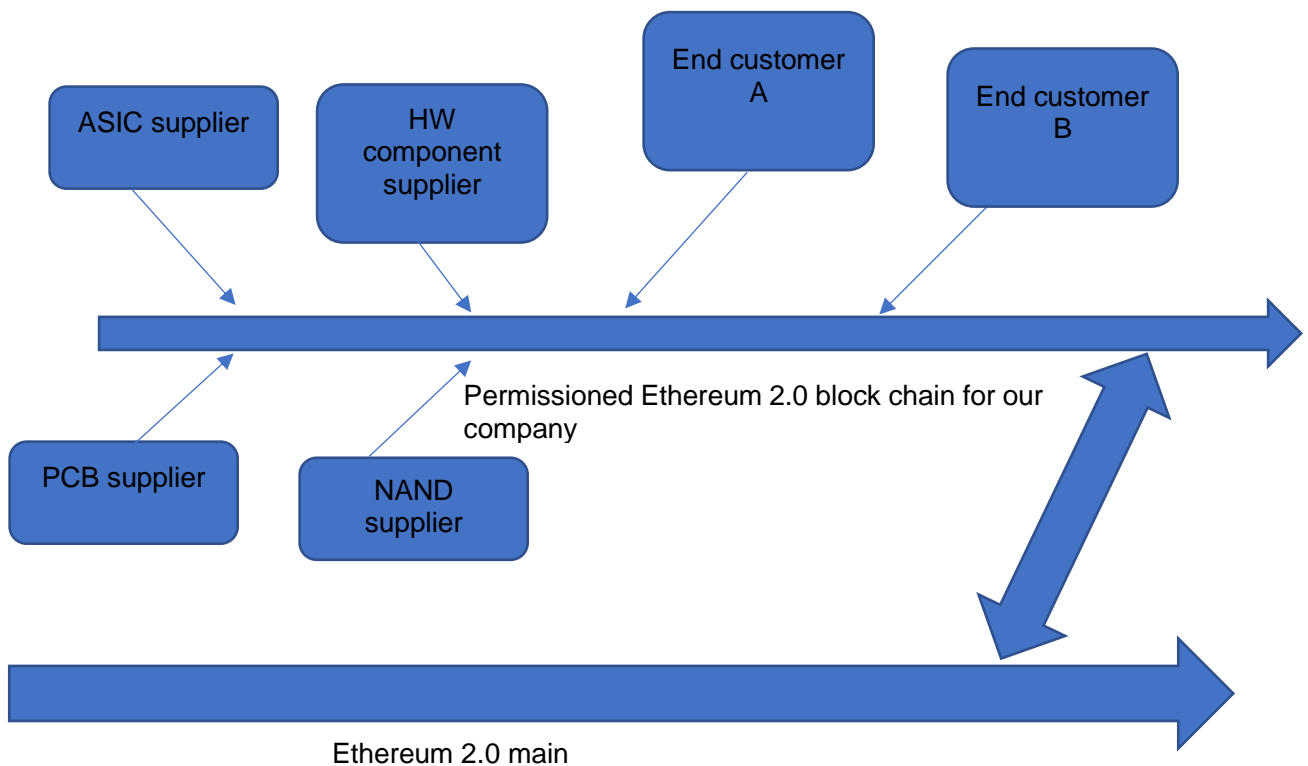 End customer
A
End customer
B
ASIC supplier
HW
component
supplier
Permissioned Ethereum 2.0 block chain for our
company
PCB supplier
NAND
supplier
Ethereum 2.0 main